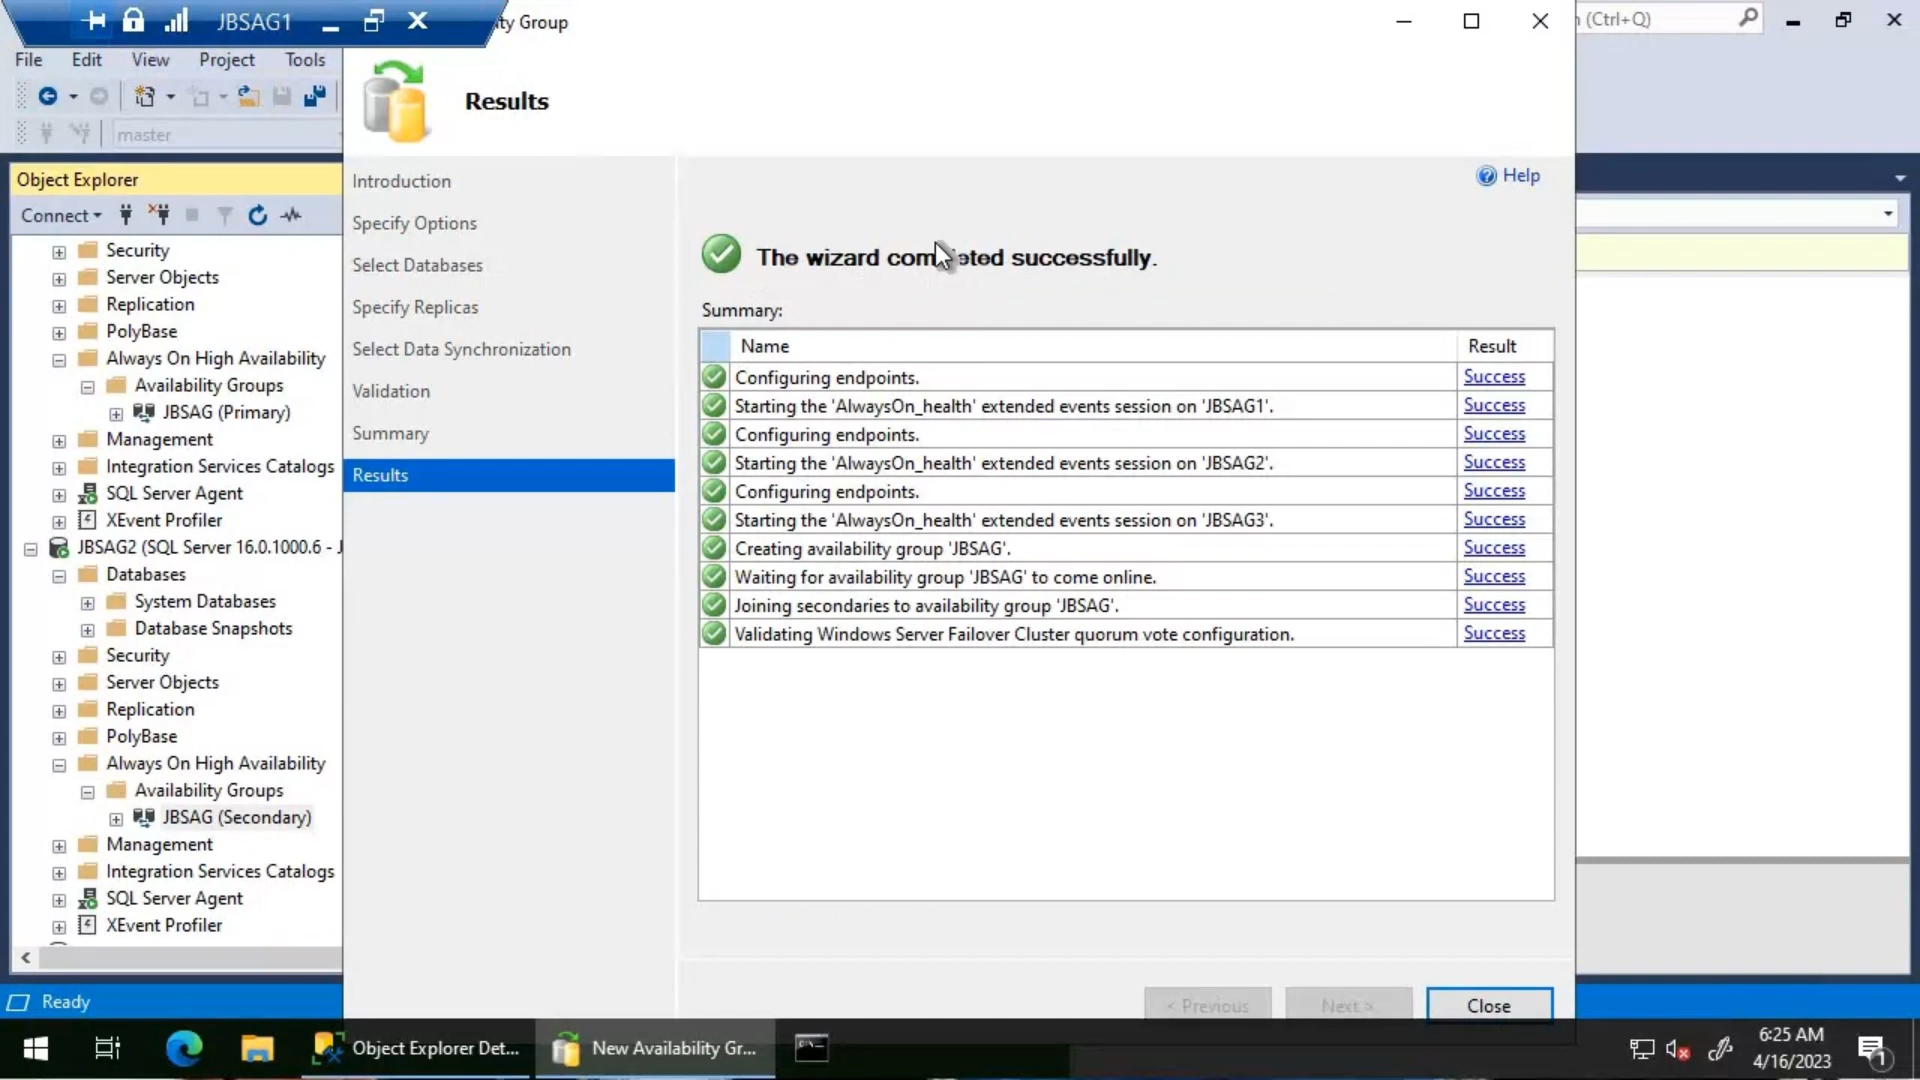 JBSAG1
ity Group
(Ctrl+Q)
File Edit View Project Tools
master
Results
Object Explorer
Connect
Security
Server Objects
Replication
PolyBase
Always On High Availability
Availability Groups
JBSAG (Primary)
Management
Integration Services Catalogs
SQL Server Agent
XEvent Profiler
JBSAG2 (SQL Server 16.0.1000.6 - J
Databases
System Databases
Database Snapshots
Security
Server Objects
Replication
PolyBase
Always On High Availability
Availability Groups
JBSAG (Secondary)
Management
Integration Services Catalogs
SQL Server Agent
XEvent Profiler
Ready
Introduction
Specify Options
Select Databases
Specify Replicas
Select Data Synchronization
Validation
Summary
Results
Help
The wizard completed successfully.
Summary:
Name Result
Configuring endpoints. Success
Starting the 'AlwaysOn_health' extended events session on 'JBSAG1'. Success
Configuring endpoints. Success
Starting the 'AlwaysOn_health' extended events session on 'JBSAG2'. Success
Configuring endpoints. Success
Starting the 'AlwaysOn_health' extended events session on 'JBSAG3'. Success
Creating availability group 'JBSAG'. Success
Waiting for availability group 'JBSAG' to come online. Success
Joining secondaries to availability group 'JBSAG'. Success
Validating Windows Server Failover Cluster quorum vote configuration. Success
< Previous Next > Close
Object Explorer Det...
New Availability Gr...
6:25 AM
4/16/2023
1